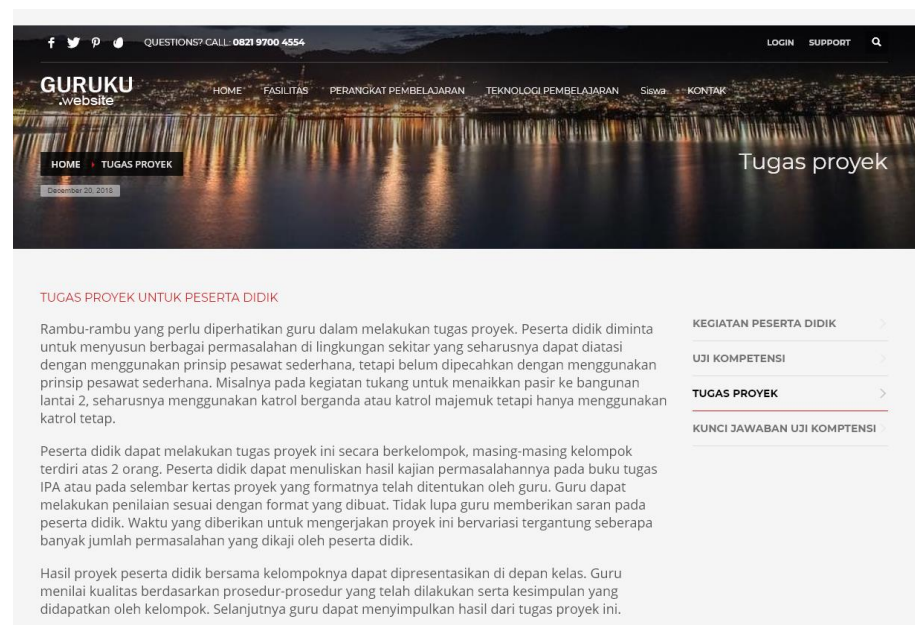 QUESTIONS? CALL: 0821 9700 4554
LOGIN SUPPORT
GURUKU
.website
HOME FASILITAS PERANGKAT PEMBELAJARAN TEKNOLOGI PEMBELAJARAN Siswa KONTAK
HOME TUGAS PROYEK
Tugas proyek
December 20, 2018
TUGAS PROYEK UNTUK PESERTA DIDIK
Rambu-rambu yang perlu diperhatikan guru dalam melakukan tugas proyek. Peserta didik diminta
untuk menyusun berbagai permasalahan di lingkungan sekitar yang seharusnya dapat diatasi
dengan menggunakan prinsip pesawat sederhana, tetapi belum dipecahkan dengan menggunakan
prinsip pesawat sederhana. Misalnya pada kegiatan tukang untuk menaikkan pasir ke bangunan
lantai 2, seharusnya menggunakan katrol berganda atau katrol majemuk tetapi hanya menggunakan
katrol tetap.
Peserta didik dapat melakukan tugas proyek ini secara berkelompok, masing-masing kelompok
terdiri atas 2 orang. Peserta didik dapat menuliskan hasil kajian permasalahannya pada buku tugas
IPA atau pada selembar kertas proyek yang formatnya telah ditentukan oleh guru. Guru dapat
melakukan penilaian sesuai dengan format yang dibuat. Tidak lupa guru memberikan saran pada
peserta didik. Waktu yang diberikan untuk mengerjakan proyek ini bervariasi tergantung seberapa
banyak jumlah permasalahan yang dikaji oleh peserta didik.
Hasil proyek peserta didik bersama kelompoknya dapat dipresentasikan di depan kelas. Guru
menilai kualitas berdasarkan prosedur-prosedur yang telah dilakukan serta kesimpulan yang
didapatkan oleh kelompok. Selanjutnya guru dapat menyimpulkan hasil dari tugas proyek ini.
KEGIATAN PESERTA DIDIK
UJI KOMPETENSI
TUGAS PROYEK
KUNCI JAWABAN UJI KOMPTENSI